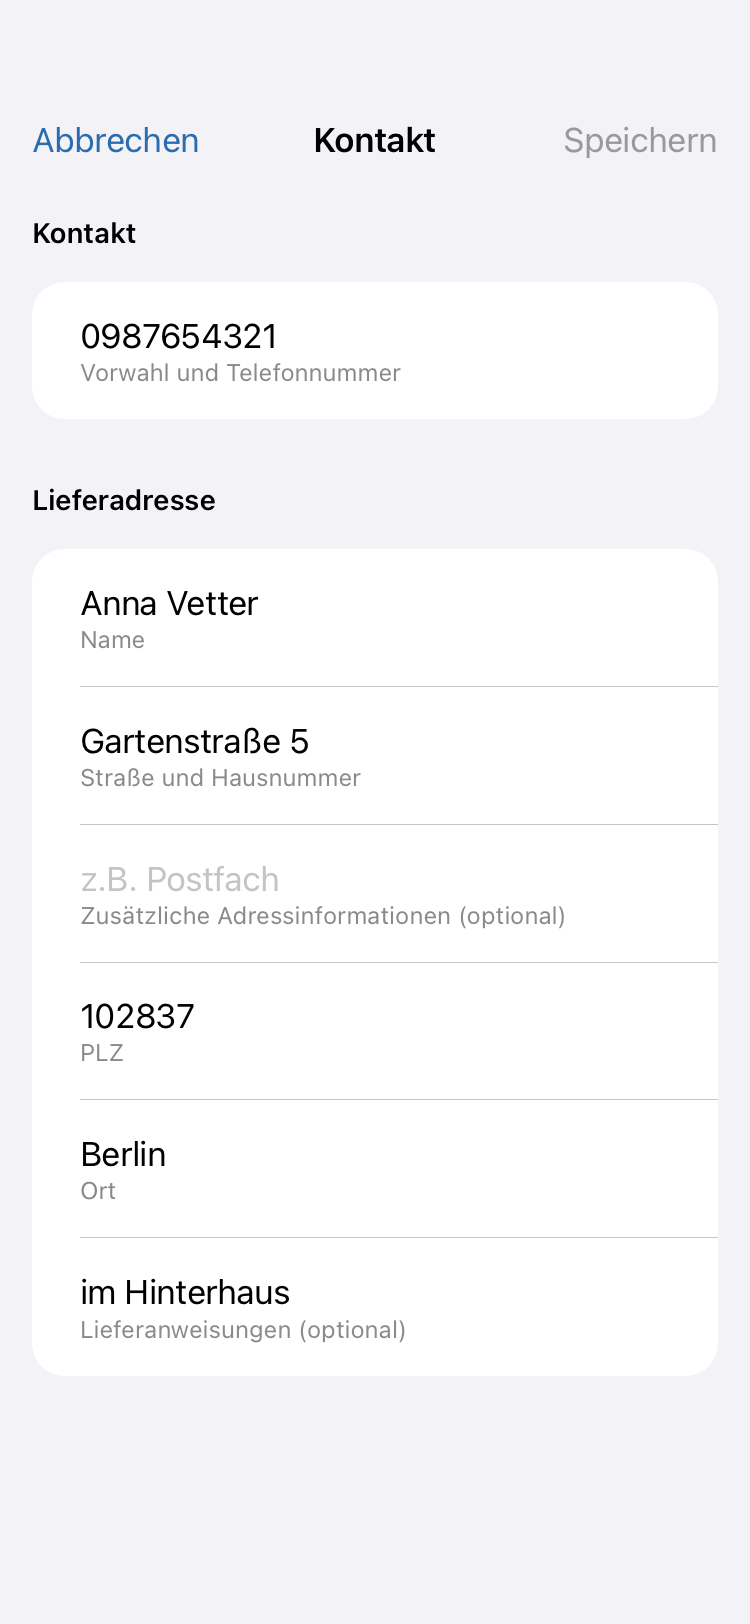 Abbrechen Kontakt Speichern
Kontakt
0987654321
Vorwahl und Telefonnummer
Lieferadresse
Anna Vetter
Name
Gartenstraße 5
Straße und Hausnummer
z.B. Postfach
Zusätzliche Adressinformationen (optional)
102837
PLZ
Berlin
Ort
im Hinterhaus
Lieferanweisungen (optional)